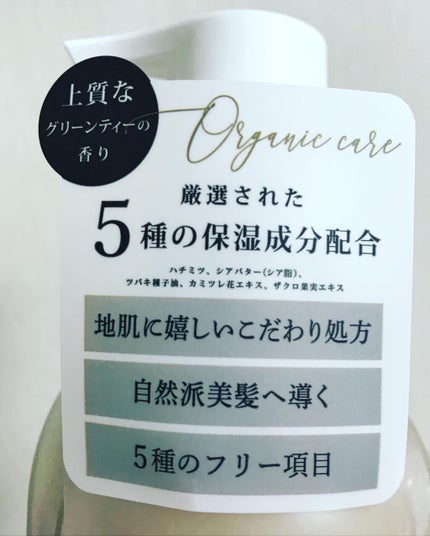 上質な
グリーンティーの
香り
Organic care
厳選された
5種の保湿成分配合
ハチミツ、シアバター(シア脂)、
ツバキ種子油、カミツレ花エキス、ザクロ果実エキス
地肌に嬉しいこだわり処方
自然派美髪へ導く
5種のフリー項目